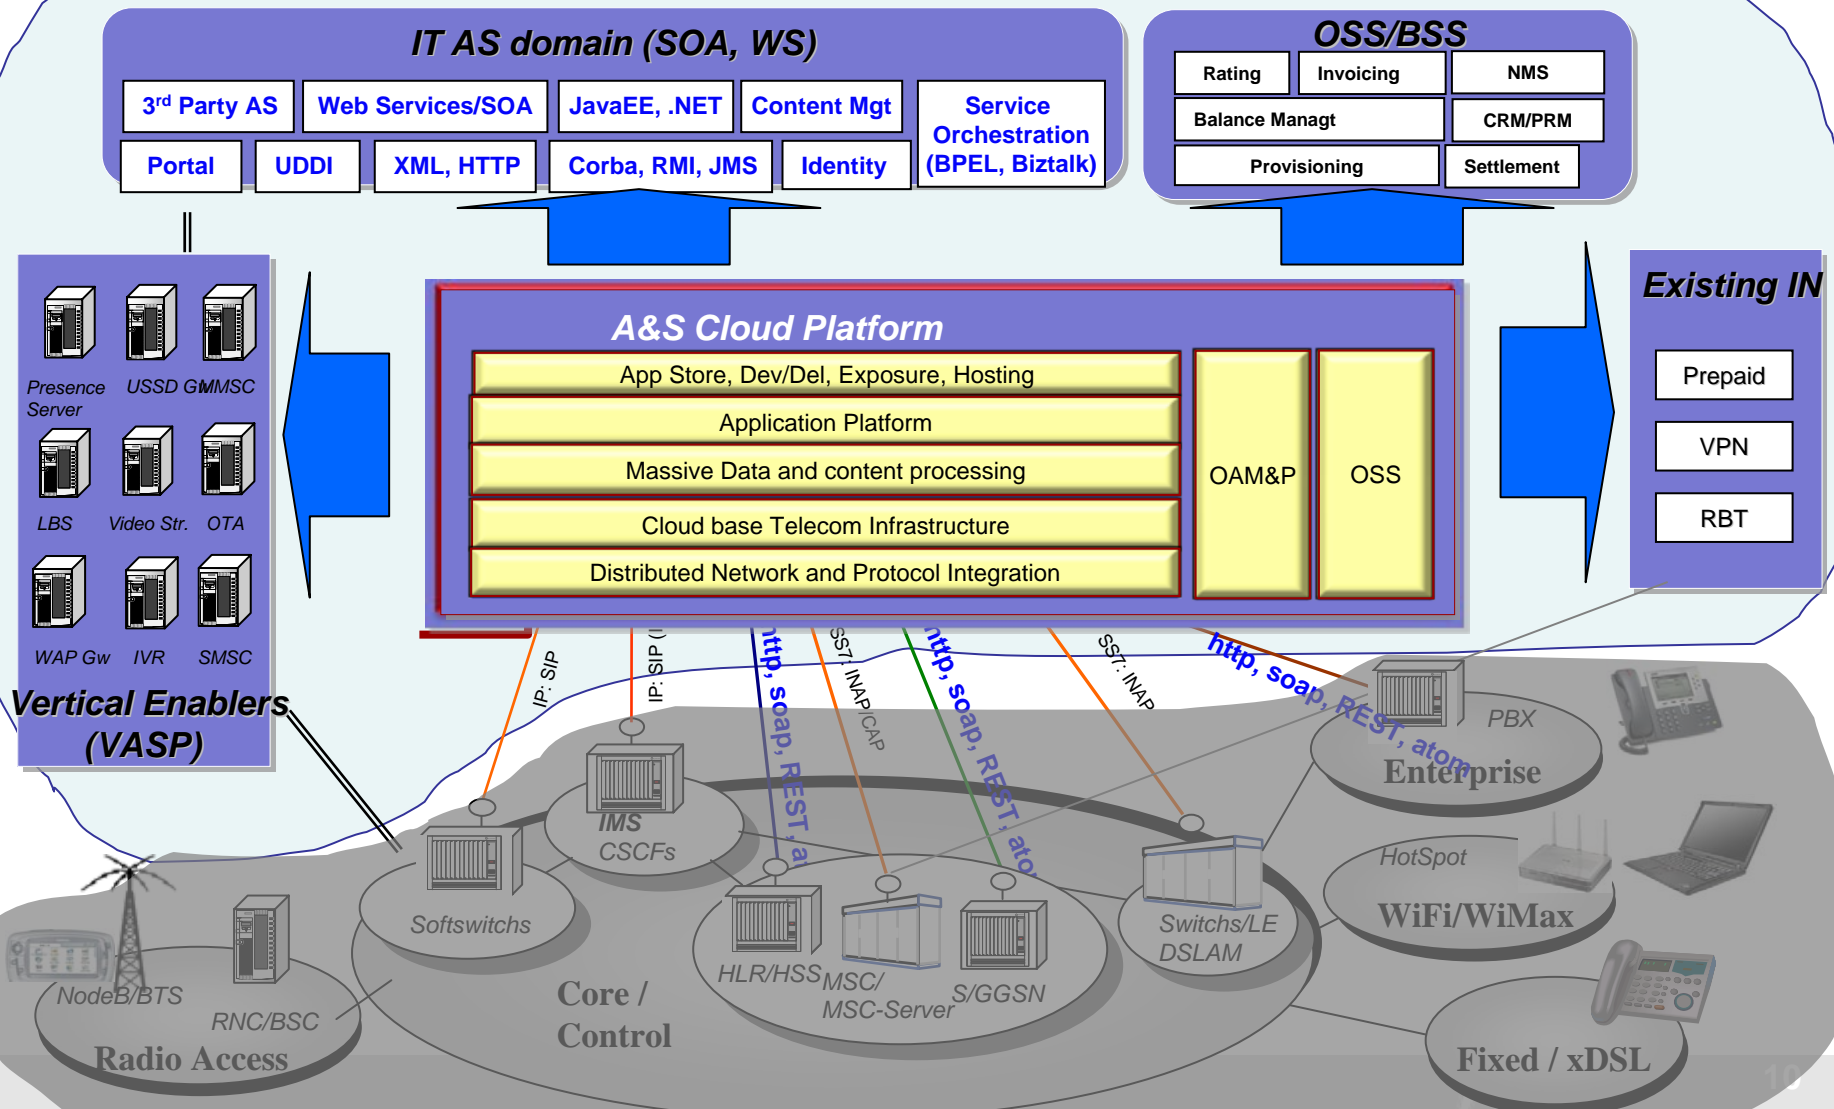 IT AS domain (SOA, WS)
3rd Party AS
Web Services/SOA
JavaEE, .NET
Content Mgt
Service
Orchestration
(BPEL, Biztalk)
Portal
UDDI
XML, HTTP
Corba, RMI, JMS
Identity
OSS/BSS
Rating
Invoicing
NMS
Balance Managt
CRM/PRM
Provisioning
Settlement
Presence
Server
USSD Gw
MMSC
LBS
Video Str.
OTA
WAP Gw
IVR
SMSC
Vertical Enablers
(VASP)
A&S Cloud Platform
App Store, Dev/Del, Exposure, Hosting
Application Platform
Massive Data and content processing
Cloud base Telecom Infrastructure
Distributed Network and Protocol Integration
OAM&P
OSS
Existing IN
Prepaid
VPN
RBT
IP: SIP
IP: SIP (
http, soap, REST, a
SS7: INAP/CAP
http, soap, REST, ato
SS7: INAP
http, soap, REST, atom
PBX
Enterprise
IMS
CSCFs
Softswitchs
HLR/HSS
MSC/
MSC-Server
S/GGSN
Switchs/LE
DSLAM
HotSpot
WiFi/WiMax
NodeB/BTS
RNC/BSC
Radio Access
Core /
Control
Fixed / xDSL
10